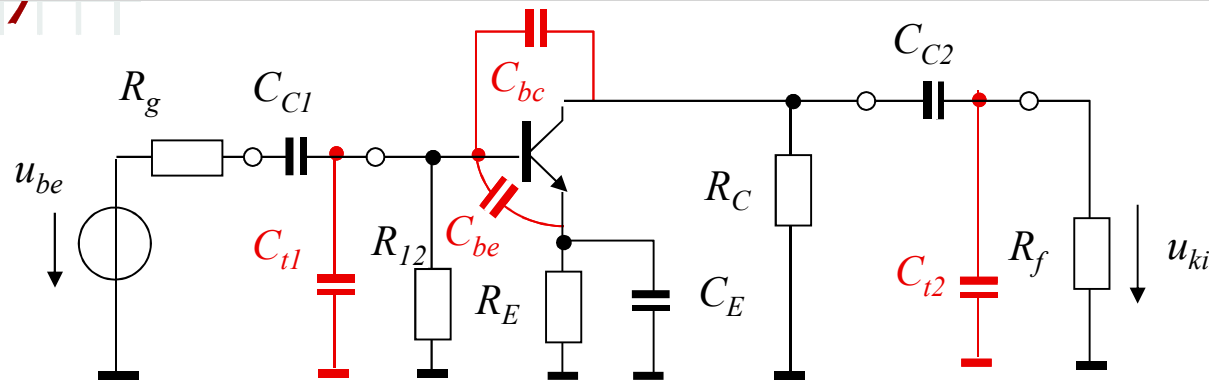 R_g
C_C1
C_bc
C_C2
u_be
C_t1
R_12
C_be
R_E
C_E
R_C
C_t2
R_f
u_ki